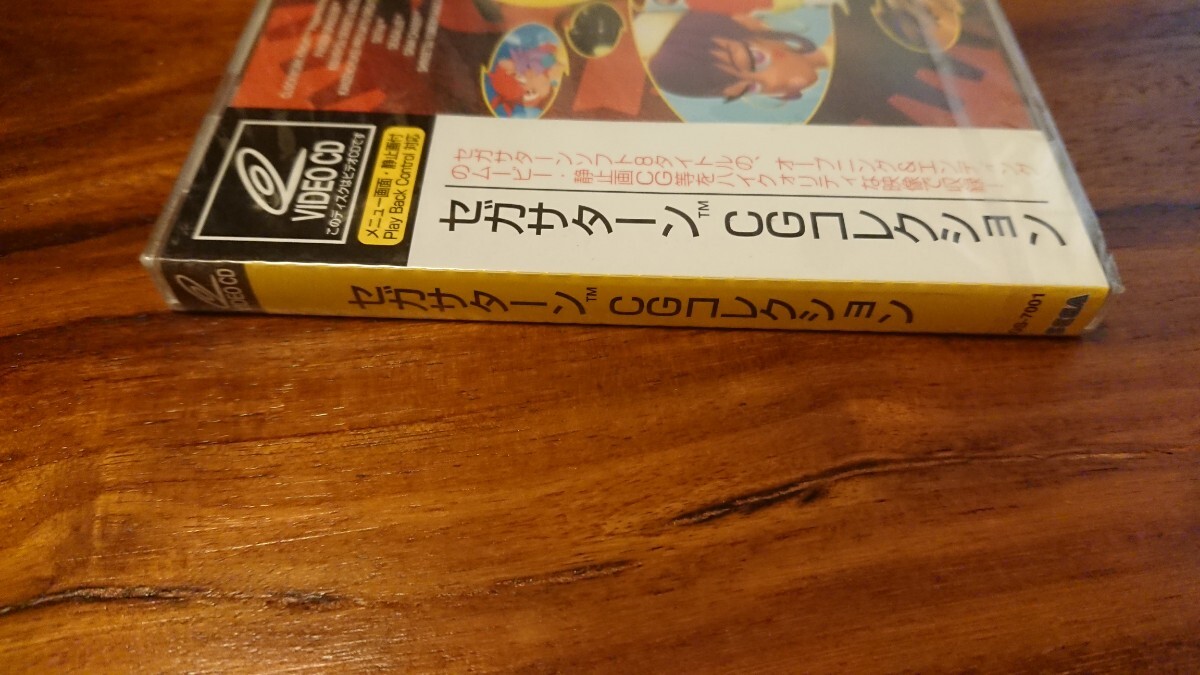 VIDEO CD
このディスクはビデオCDです
メニュー画面・静止画付
Play Back Control 対応
セガサターンソフト8タイトルの、オープニング&エンディング
のムービー・静止画CG等をハイクオリティな映像で収録!
セガサターン™ CGコレクション
VIDEO CD
セガサターン™ CGコレクション
-7001
SEGA